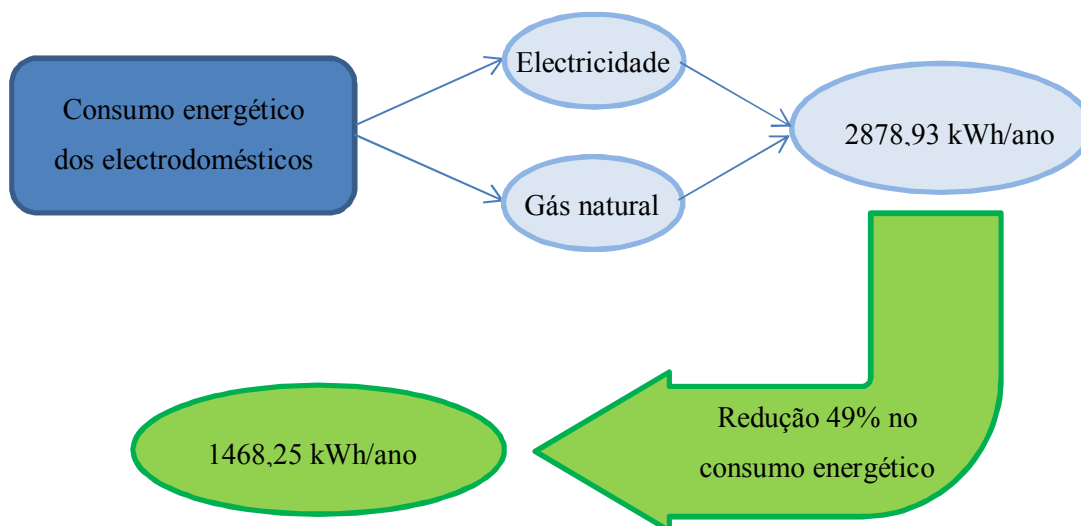 Consumo energético
dos electrodomésticos
Electricidade
Gás natural
2878,93 kWh/ano
Redução 49% no
consumo energético
1468,25 kWh/ano